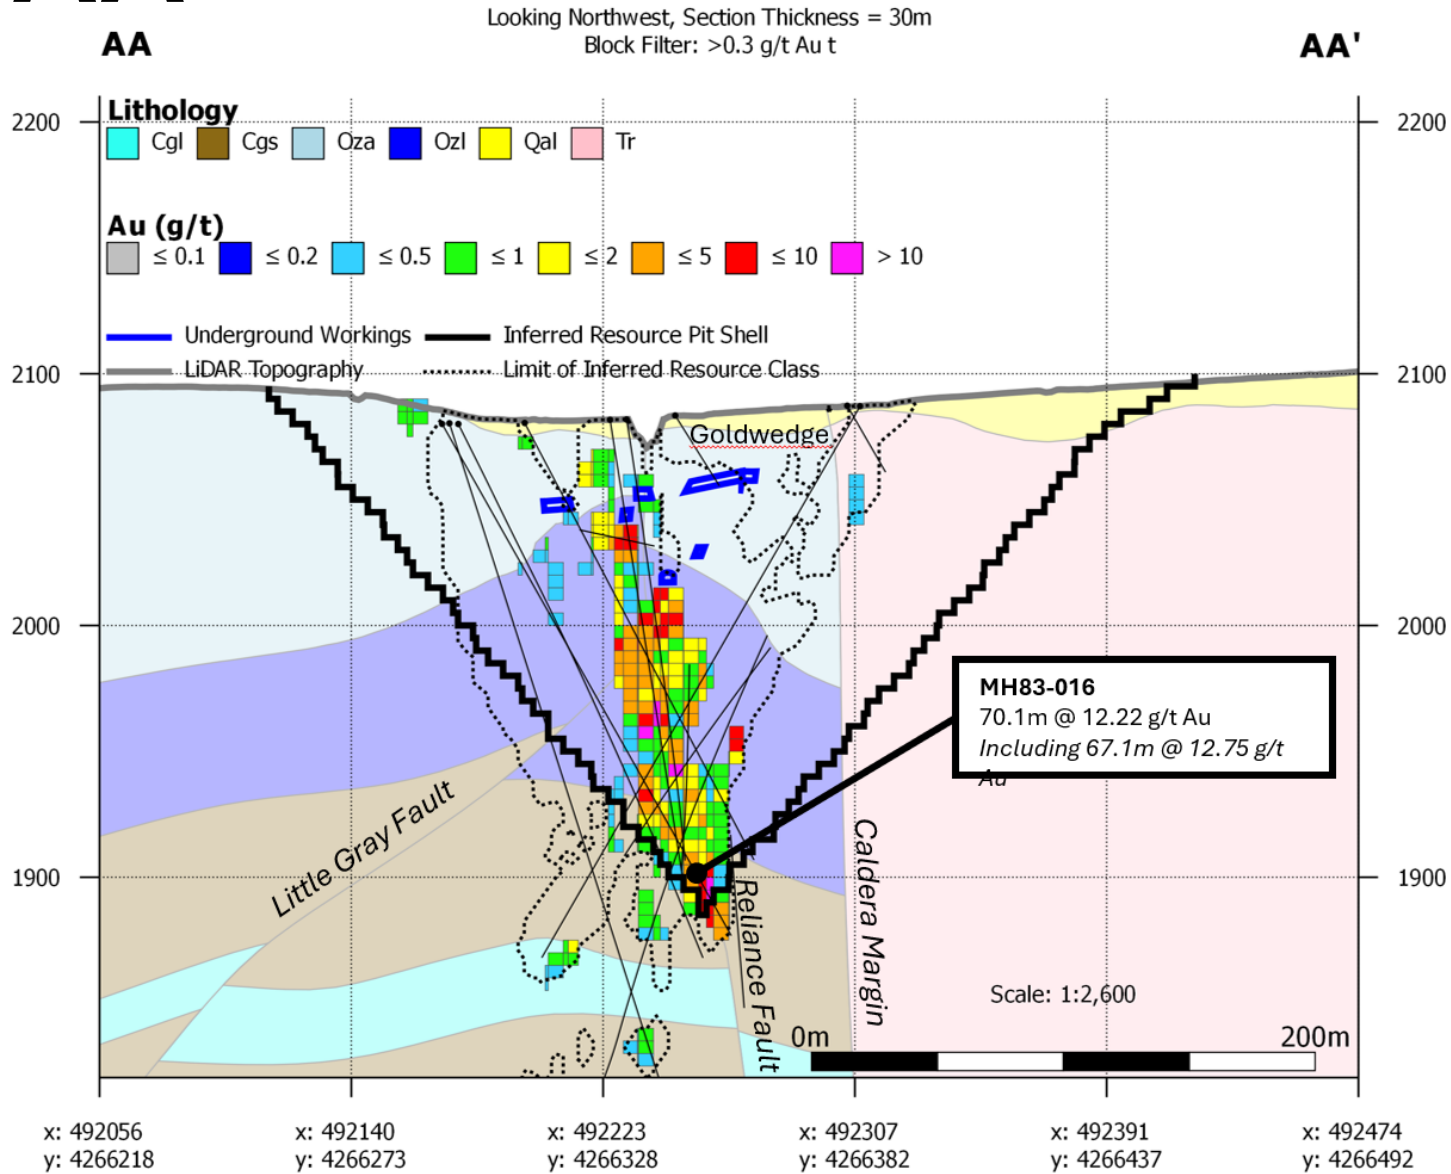 Looking Northwest, Section Thickness = 30m
Block Filter: >0.3 g/t Au t
AA
AA'
Lithology
Cgl Cgs Oza Ozl Qal Tr
Au (g/t)
≤ 0.1 ≤ 0.2 ≤ 0.5 ≤ 1 ≤ 2 ≤ 5 ≤ 10 > 10
Underground Workings Inferred Resource Pit Shell
LiDAR Topography Limit of Inferred Resource Class
2200 2200
2100 2100
2000 2000
1900 1900
Goldwedge
MH83-016
70.1m @ 12.22 g/t Au
Including 67.1m @ 12.75 g/t
Au
Little Gray Fault
Reliance Fault
Caldera Margin
Scale: 1:2,600
0m 200m
x: 492056 x: 492140 x: 492223 x: 492307 x: 492391 x: 492474
y: 4266218 y: 4266273 y: 4266328 y: 4266382 y: 4266437 y: 4266492